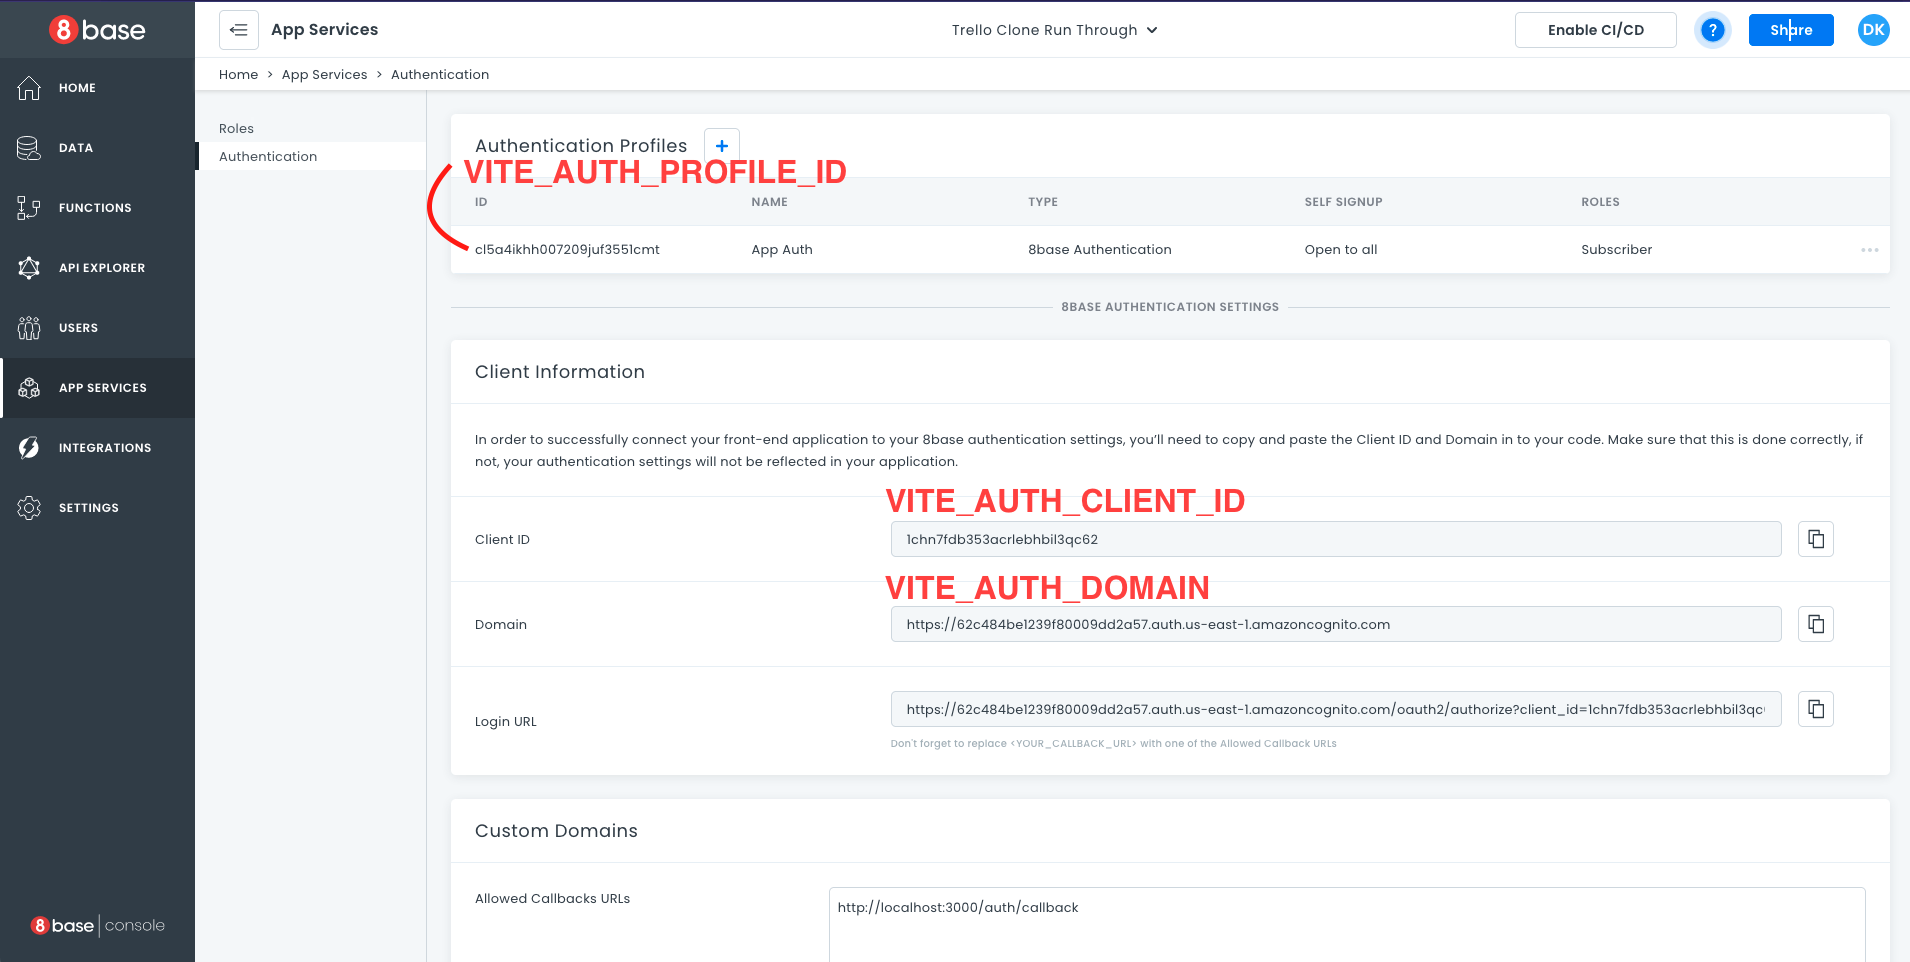 8base
App Services
Trello Clone Run Through
Enable CI/CD
?
Share
DK
Home > App Services > Authentication
HOME
DATA
FUNCTIONS
API EXPLORER
USERS
APP SERVICES
INTEGRATIONS
SETTINGS
8base console
Roles
Authentication
Authentication Profiles +
VITE_AUTH_PROFILE_ID
ID NAME TYPE SELF SIGNUP ROLES
cl5a4ikhh007209juf3551cmt App Auth 8base Authentication Open to all Subscriber
8BASE AUTHENTICATION SETTINGS
Client Information
In order to successfully connect your front-end application to your 8base authentication settings, you'll need to copy and paste the Client ID and Domain in to your code. Make sure that this is done correctly, if
not, your authentication settings will not be reflected in your application.
VITE_AUTH_CLIENT_ID
Client ID 1chn7fdb353acrlebhbil3qc62
VITE_AUTH_DOMAIN
Domain https://62c484be1239f80009dd2a57.auth.us-east-1.amazoncognito.com
Login URL https://62c484be1239f80009dd2a57.auth.us-east-1.amazoncognito.com/oauth2/authorize?client_id=1chn7fdb353acrlebhbil3qc
Don't forget to replace <YOUR_CALLBACK_URL> with one of the Allowed Callback URLs
Custom Domains
Allowed Callbacks URLs http://localhost:3000/auth/callback